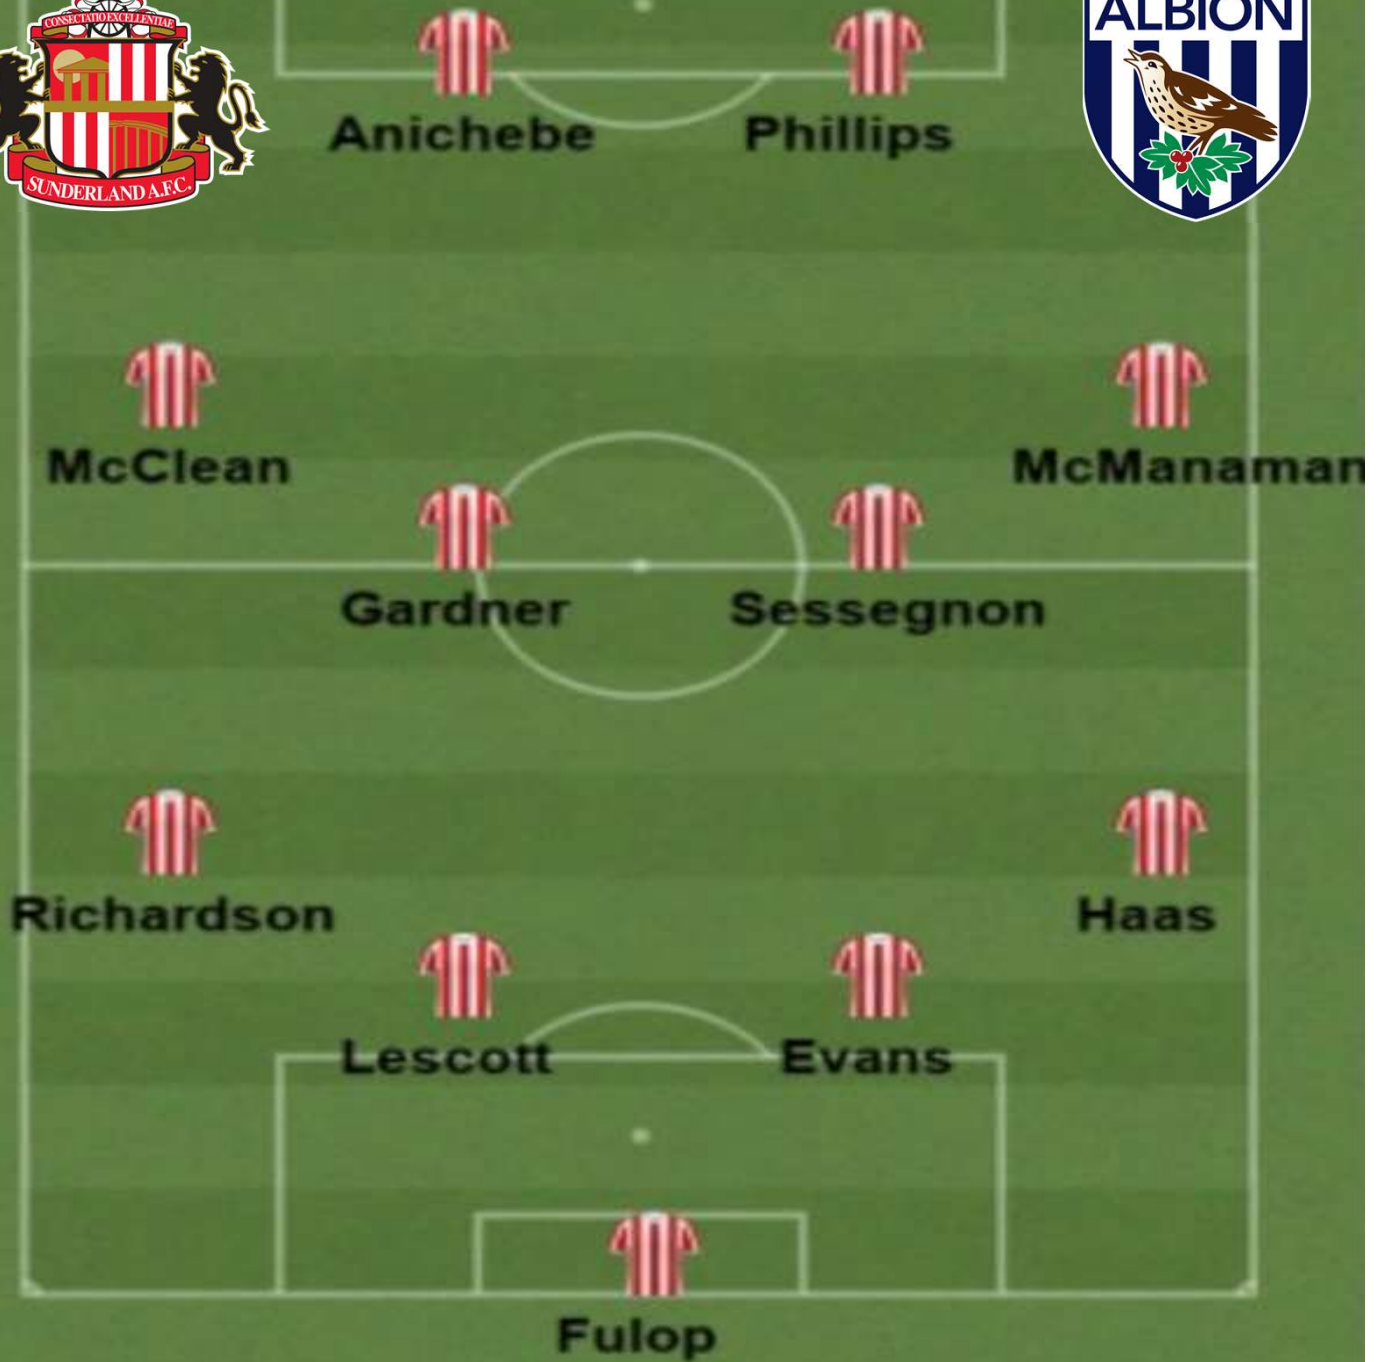 CONSECTATIO EXCELLENTIAE
SUNDERLAND A.F.C.
ALBION
Anichebe
Phillips
McClean
McManaman
Gardner
Sessegnon
Richardson
Haas
Lescott
Evans
Fulop